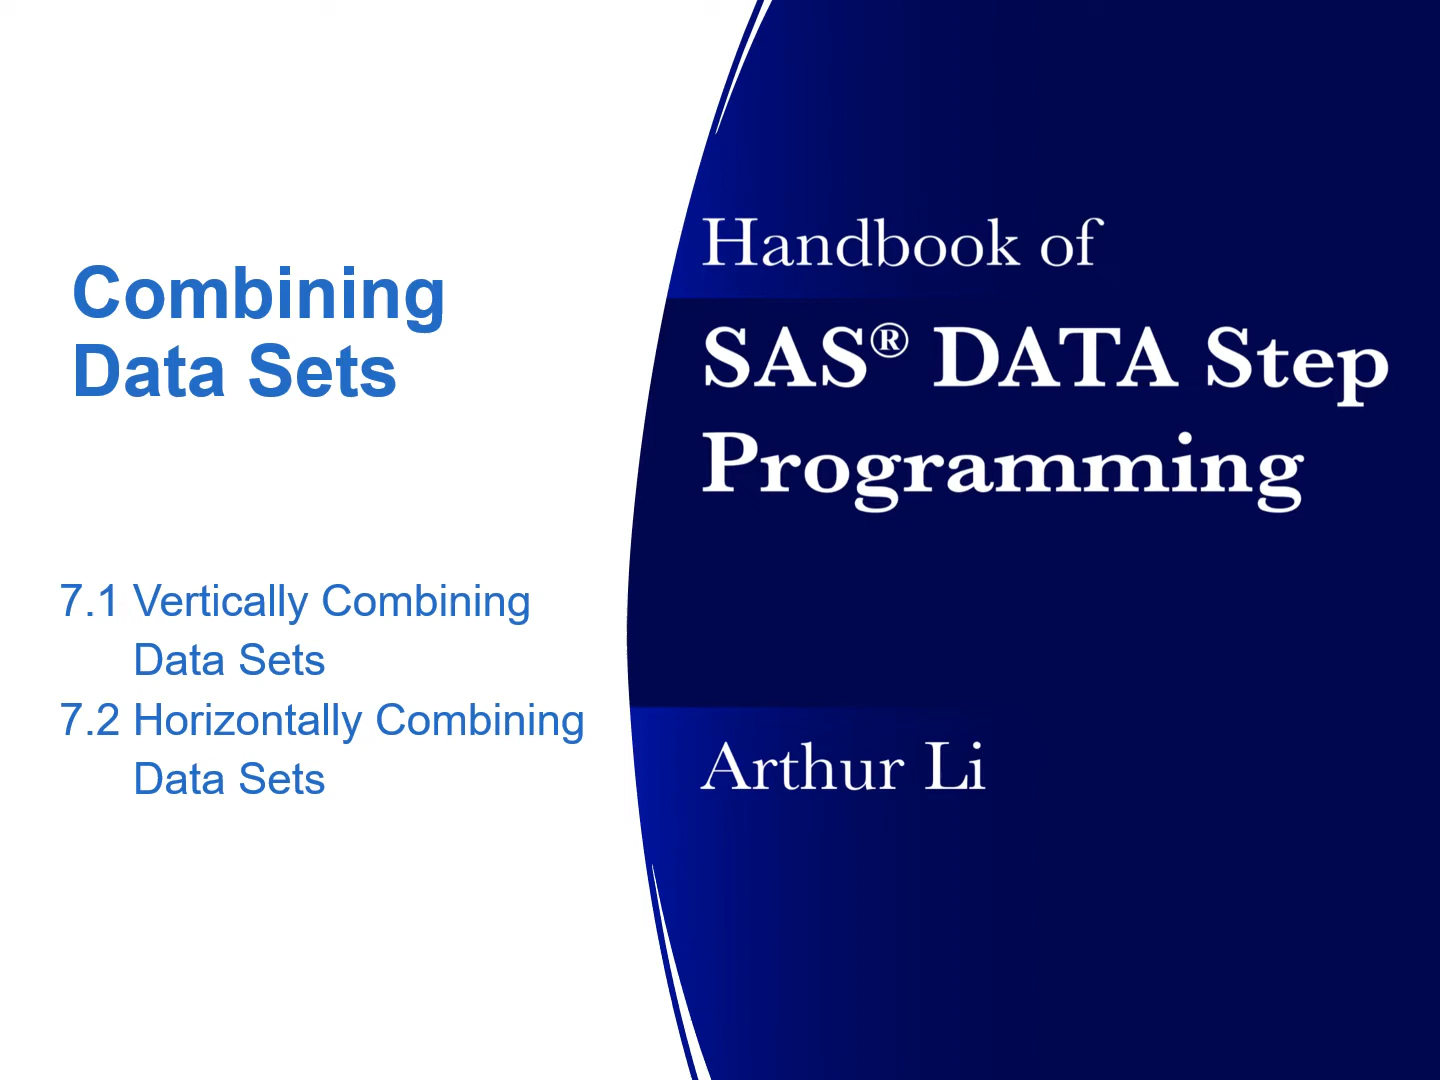 Combining
Data Sets
7.1 Vertically Combining
Data Sets
7.2 Horizontally Combining
Data Sets
Handbook of
SAS® DATA Step
Programming
Arthur Li